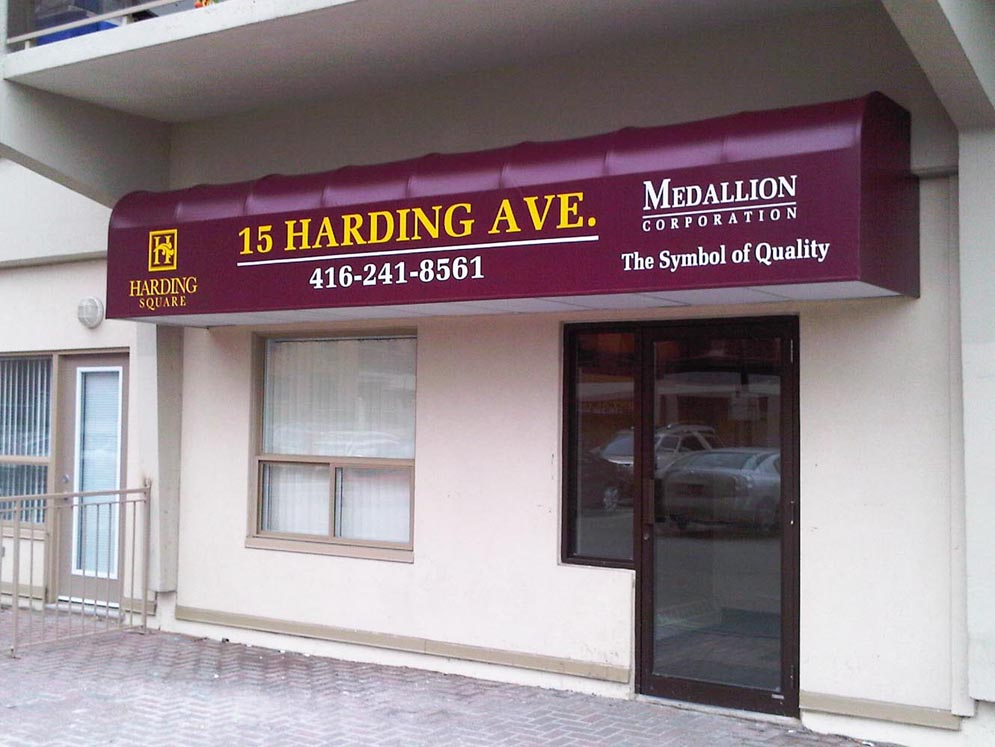 HARDING
SQUARE
15 HARDING AVE.
416-241-8561
MEDALLION
CORPORATION
The Symbol of Quality